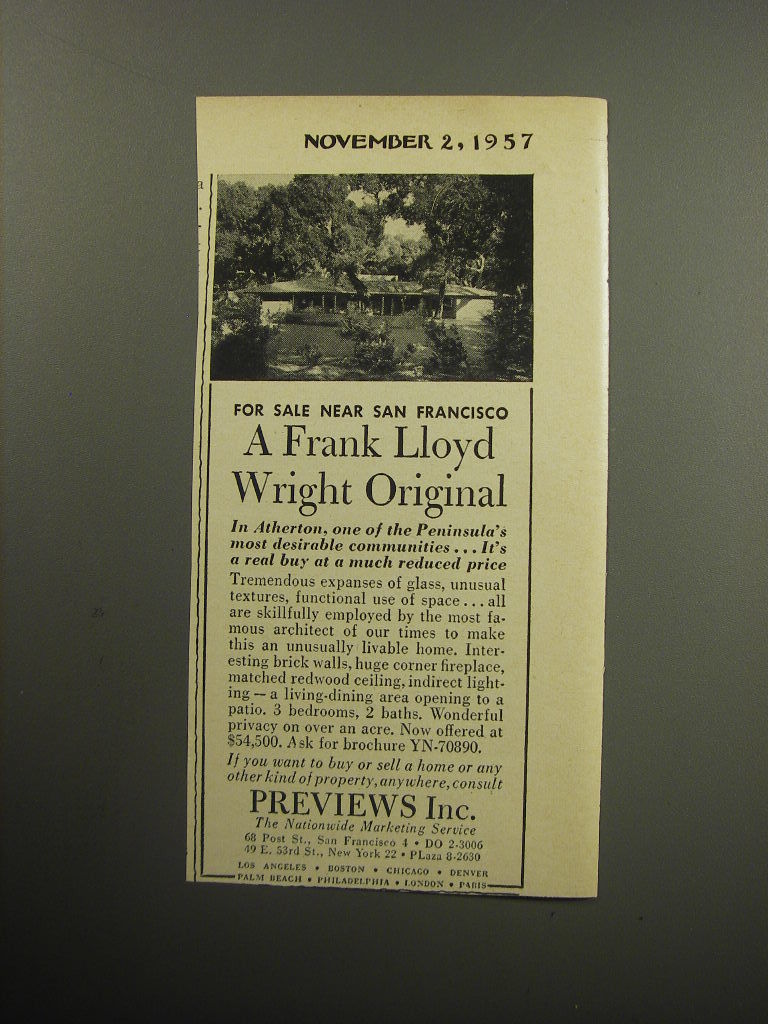 NOVEMBER 2, 1957
a
FOR SALE NEAR SAN FRANCISCO
A Frank Lloyd
Wright Original
In Atherton, one of the Peninsula's
most desirable communities... It's
a real buy at a much reduced price
Tremendous expanses of glass, unusual
textures, functional use of space... all
are skillfully employed by the most fa-
mous architect of our times to make
this an unusually livable home. Inter-
esting brick walls, huge corner fireplace,
matched redwood ceiling, indirect light-
ing — a living-dining area opening to a
patio. 3 bedrooms, 2 baths. Wonderful
privacy on over an acre. Now offered at
$54,500. Ask for brochure YN-70890.
If you want to buy or sell a home or any
other kind of property, anywhere, consult
PREVIEWS Inc.
The Nationwide Marketing Service
68 Post St., San Francisco 4 • DO 2-3006
49 E. 53rd St., New York 22 • PLaza 8-2630
LOS ANGELES • BOSTON • CHICAGO • DENVER
PALM BEACH • PHILADELPHIA • LONDON • PARIS